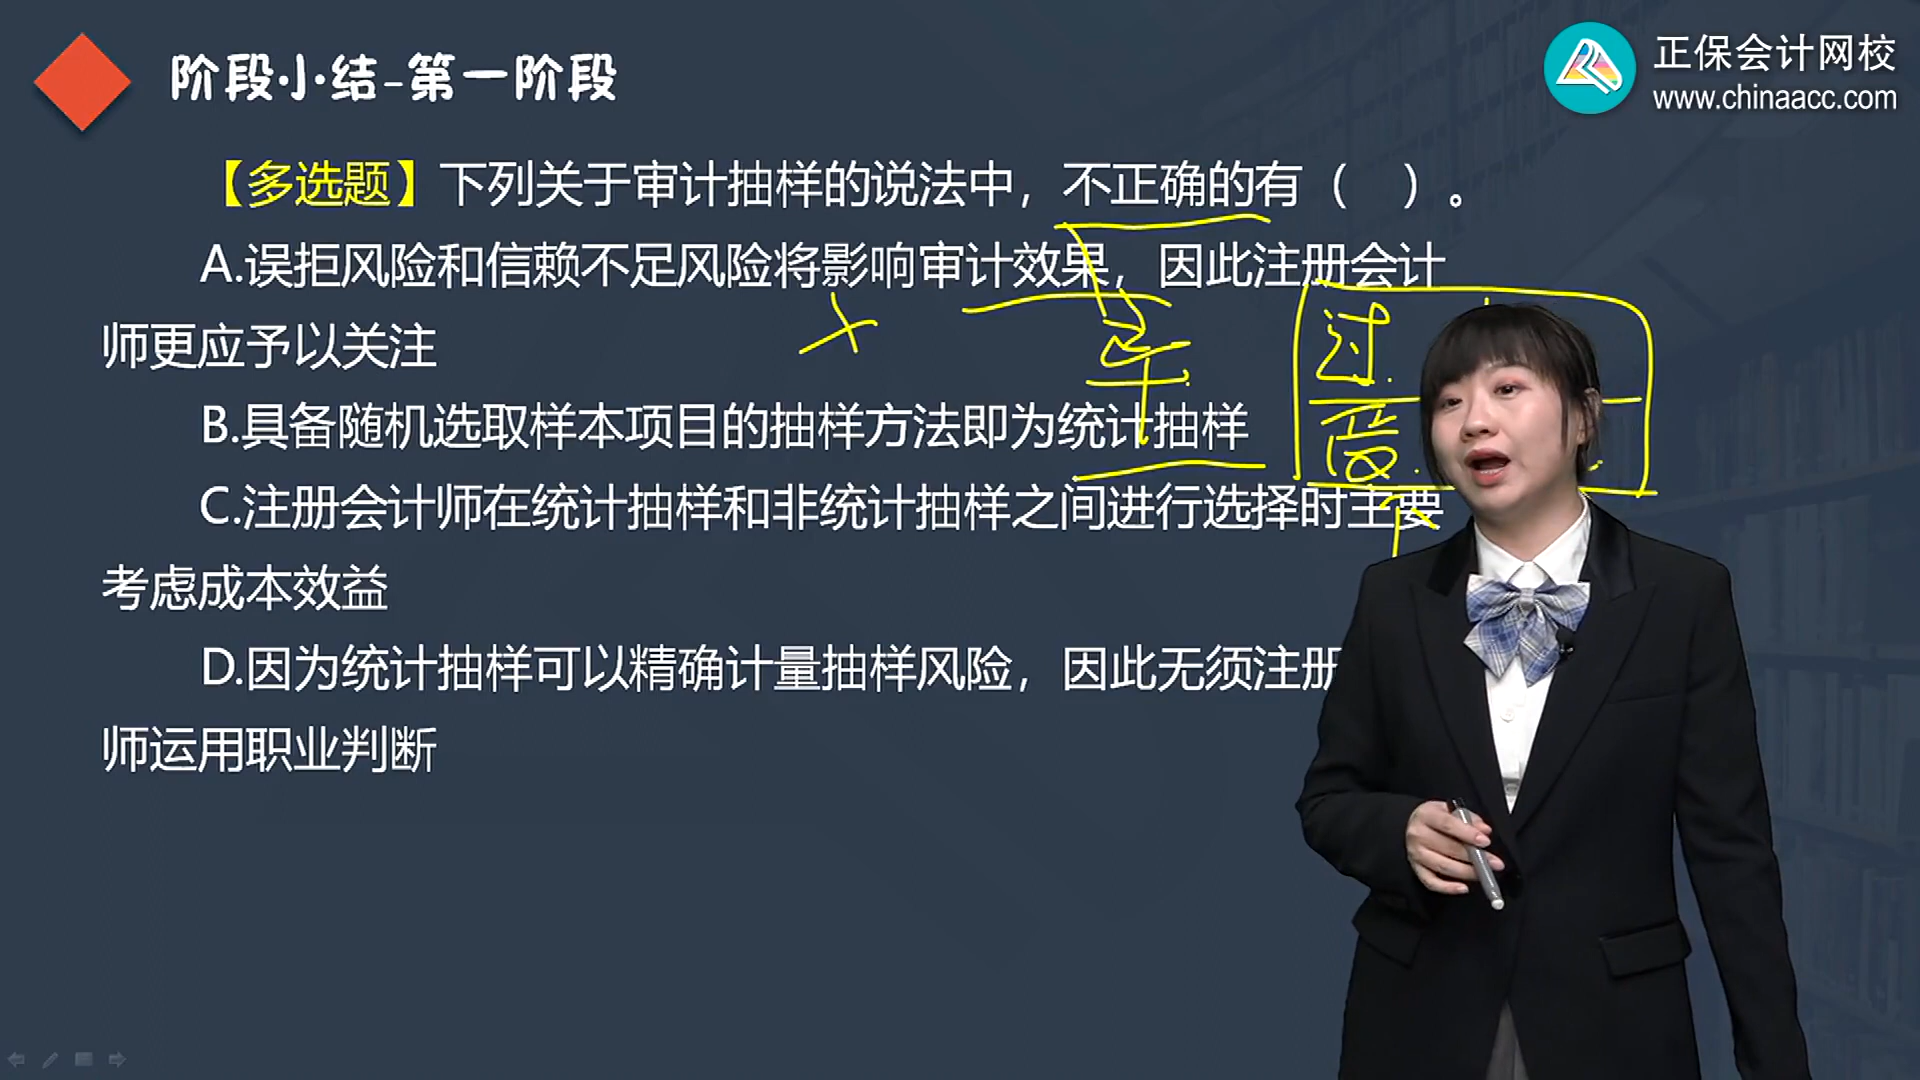 阶段小结-第一阶段
正保会计网校
www.chinaacc.com
【多选题】下列关于审计抽样的说法中，不正确的有（ ）。
A.误拒风险和信赖不足风险将影响审计效果，因此注册会计
师更应予以关注
率
过
受
B.具备随机选取样本项目的抽样方法即为统计抽样
C.注册会计师在统计抽样和非统计抽样之间进行选择时主要
考虑成本效益
D.因为统计抽样可以精确计量抽样风险，因此无须注册
师运用职业判断